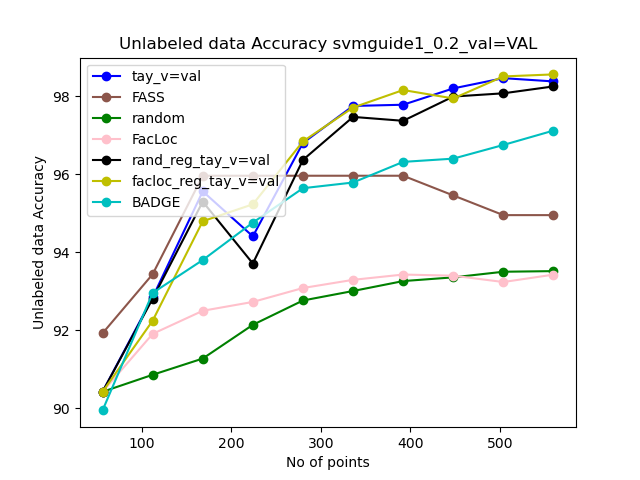 Unlabeled data Accuracy svmguide1_0.2_val=VAL
tay_v=val
FASS
random
FacLoc
rand_reg_tay_v=val
facloc_reg_tay_v=val
BADGE
98
96
94
92
90
Unlabeled data Accuracy
100 200 300 400 500
No of points